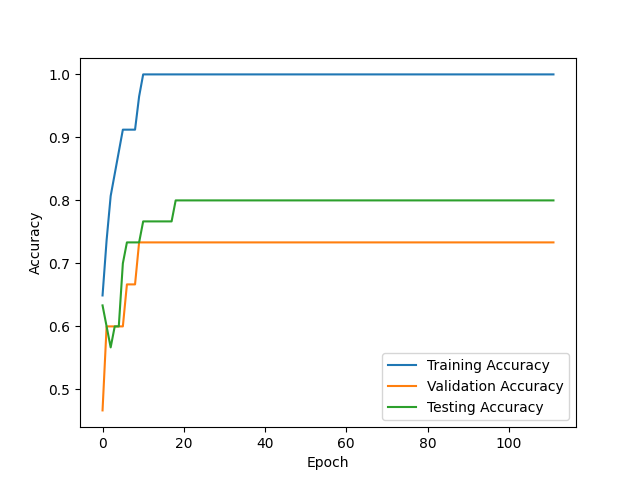 1.0
0.9
0.8
0.7
0.6
0.5
Accuracy
Training Accuracy
Validation Accuracy
Testing Accuracy
0 20 40 60 80 100
Epoch